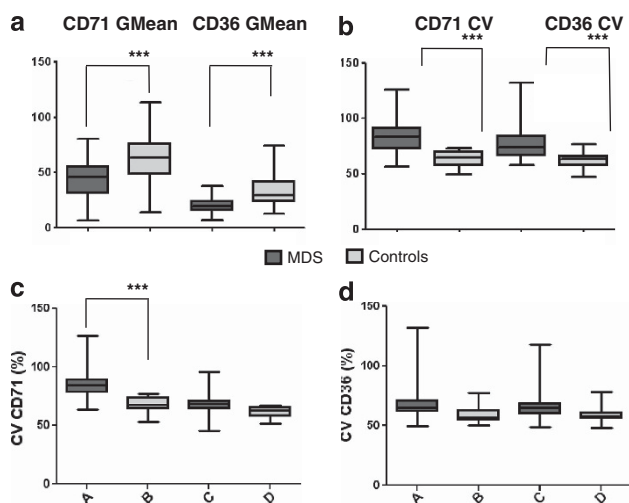 a CD71 GMean CD36 GMean
***
***
150
100
50
0
b CD71 CV CD36 CV
*** ***
150
100
50
0
MDS Controls
c
***
150
100
50
0
CV CD71 (%)
A B C D
d
150
100
50
0
CV CD36 (%)
A B C D